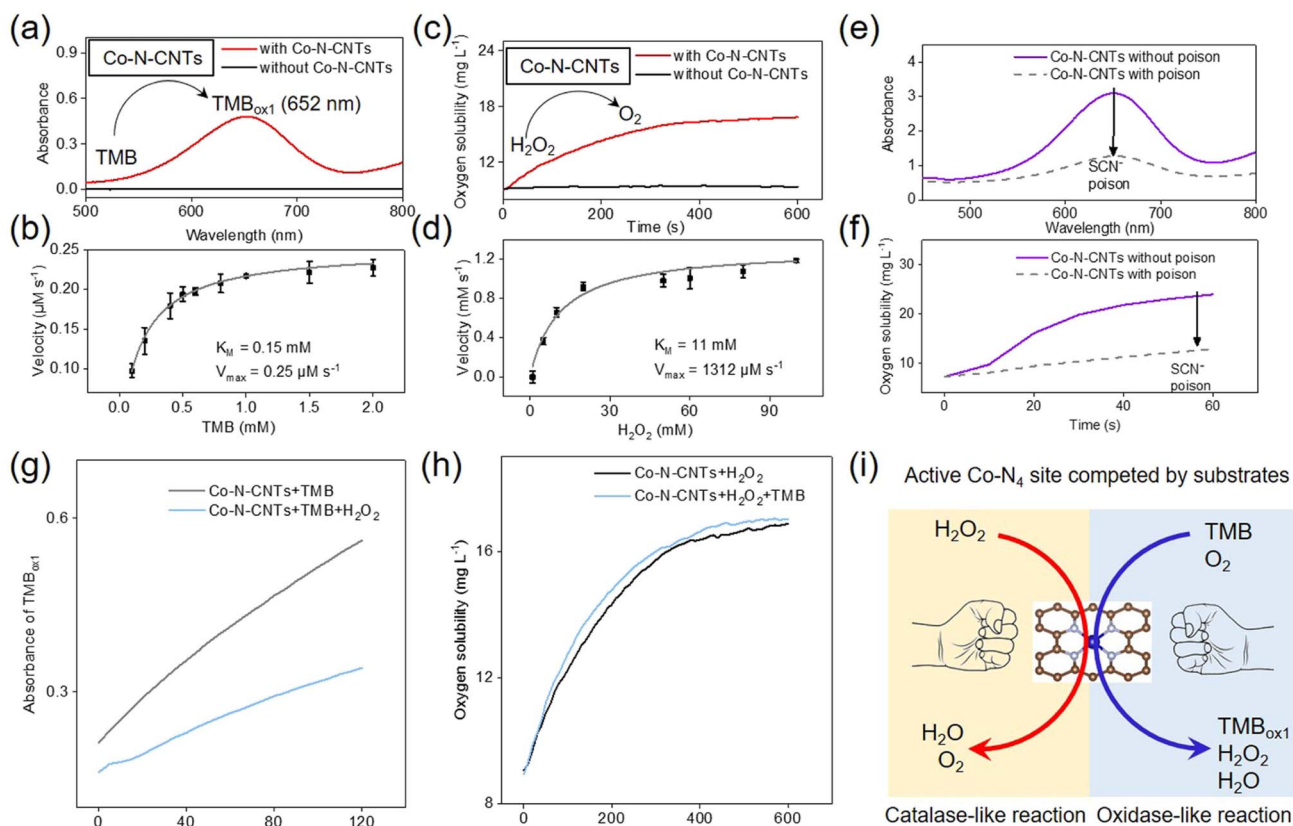 (a)
0.9
0.6
0.3
0.0
Absorbance
Co-N-CNTs
with Co-N-CNTs
without Co-N-CNTs
TMBox1 (652 nm)
TMB
500
600
700
800
Wavelength (nm)
(b)
0.25
0.20
0.15
0.10
Velocity (µM s⁻¹)
KM = 0.15 mM
Vmax = 0.25 µM s⁻¹
0.0
0.5
1.0
1.5
2.0
TMB (mM)
(c)
24
18
12
Oxygen solubility (mg L⁻¹)
with Co-N-CNTs
without Co-N-CNTs
Co-N-CNTs
O₂
H₂O₂
0
200
400
600
Time (s)
(d)
1.2
0.8
0.4
0.0
Velocity (mM s⁻¹)
KM = 11 mM
Vmax = 1312 µM s⁻¹
0
30
60
90
H₂O₂ (mM)
(e)
4
3
2
1
0
Absorbance
Co-N-CNTs without poison
Co-N-CNTs with poison
SCN⁻
poison
500
600
700
800
Wavelength (nm)
(f)
30
20
10
Oxygen solubility (mg L⁻¹)
Co-N-CNTs without poison
Co-N-CNTs with poison
SCN⁻
poison
0
20
40
60
Time (s)
(g)
0.6
0.3
Absorbance of TMBox1
Co-N-CNTs+TMB
Co-N-CNTs+TMB+H₂O₂
0
40
80
120
(h)
16
12
8
Oxygen solubility (mg L⁻¹)
Co-N-CNTs+H₂O₂
Co-N-CNTs+H₂O₂+TMB
0
200
400
600
(i)
Active Co-N₄ site competed by substrates
H₂O₂
TMB
O₂
H₂O
O₂
TMBox1
H₂O₂
H₂O
Catalase-like reaction
Oxidase-like reaction